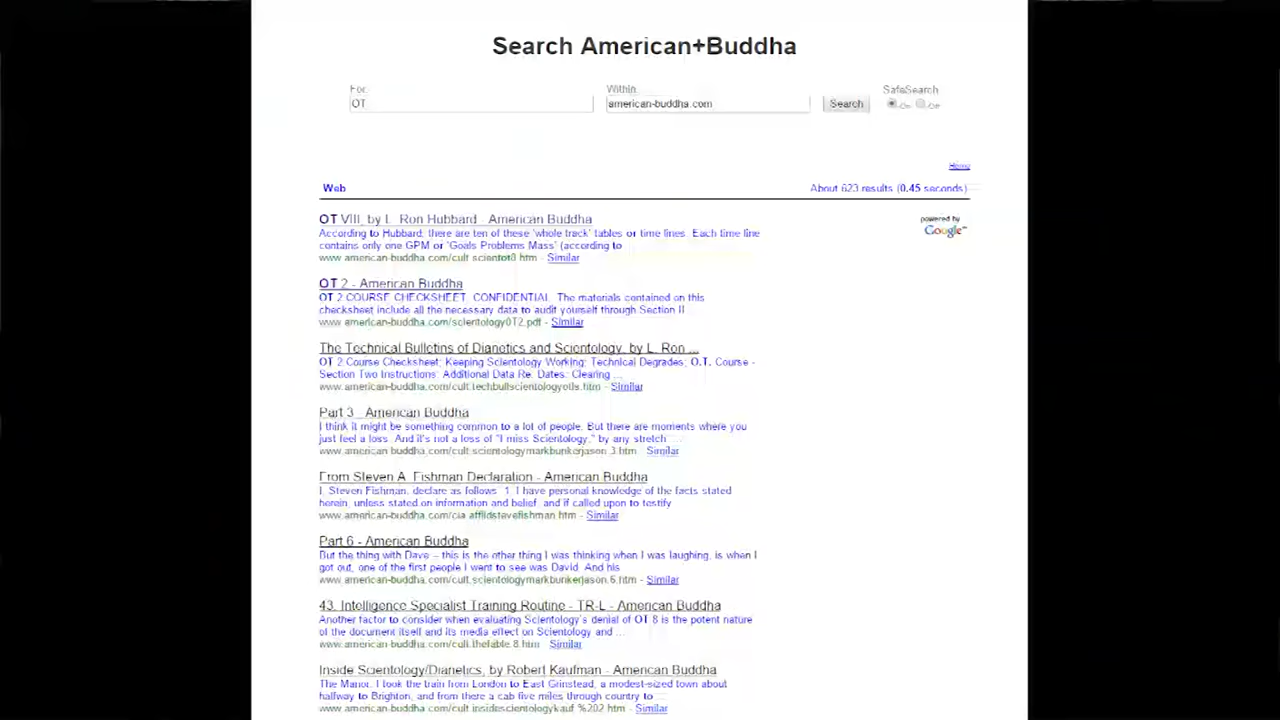 Search American+Buddha
For: Within:
SafeSearch
OT american-buddha.com Search On Off
Home
Web About 623 results (0.45 seconds)
OT VIII, by L. Ron Hubbard - American Buddha
powered by
Google™
According to Hubbard, there are ten of these 'whole track' tables or time lines. Each time line
contains only one GPM or 'Goals Problems Mass' (according to
www.american-buddha.com/cult.scientot8.htm - Similar
OT 2 - American Buddha
OT 2 COURSE CHECKSHEET. CONFIDENTIAL. The materials contained on this
checksheet include all the necessary data to audit yourself through Section II
www.american-buddha.com/scientologyOT2.pdf - Similar
The Technical Bulletins of Dianetics and Scientology, by L. Ron ...
OT 2 Course Checksheet; Keeping Scientology Working; Technical Degrades; O.T. Course -
Section Two Instructions; Additional Data Re: Dates; Clearing ...
www.american-buddha.com/cult.techbullscientologyotls.htm - Similar
Part 3 - American Buddha
I think it might be something common to a lot of people. But there are moments where you
just feel a loss. And it's not a loss of "I miss Scientology," by any stretch ...
www.american-buddha.com/cult.scientologymarkbunkerjason.3.htm - Similar
From Steven A. Fishman Declaration - American Buddha
I, Steven Fishman, declare as follows: 1. I have personal knowledge of the facts stated
herein, unless stated on information and belief, and if called upon to testify
www.american-buddha.com/cia.affidstevefishman.htm - Similar
Part 6 - American Buddha
But the thing with Dave -- this is the other thing I was thinking when I was laughing, is when I
got out, one of the first people I went to see was David. And his
www.american-buddha.com/cult.scientologymarkbunkerjason.6.htm - Similar
43. Intelligence Specialist Training Routine - TR-L - American Buddha
Another factor to consider when evaluating Scientology's denial of OT 8 is the potent nature
of the document itself and its media effect on Scientology and ...
www.american-buddha.com/cult.thefable.8.htm - Similar
Inside Scientology/Dianetics, by Robert Kaufman - American Buddha
The Manor. I took the train from London to East Grinstead, a modest-sized town about
halfway to Brighton, and from there a cab five miles through country to ...
www.american-buddha.com/cult.insidescientologykauf.%202.htm - Similar